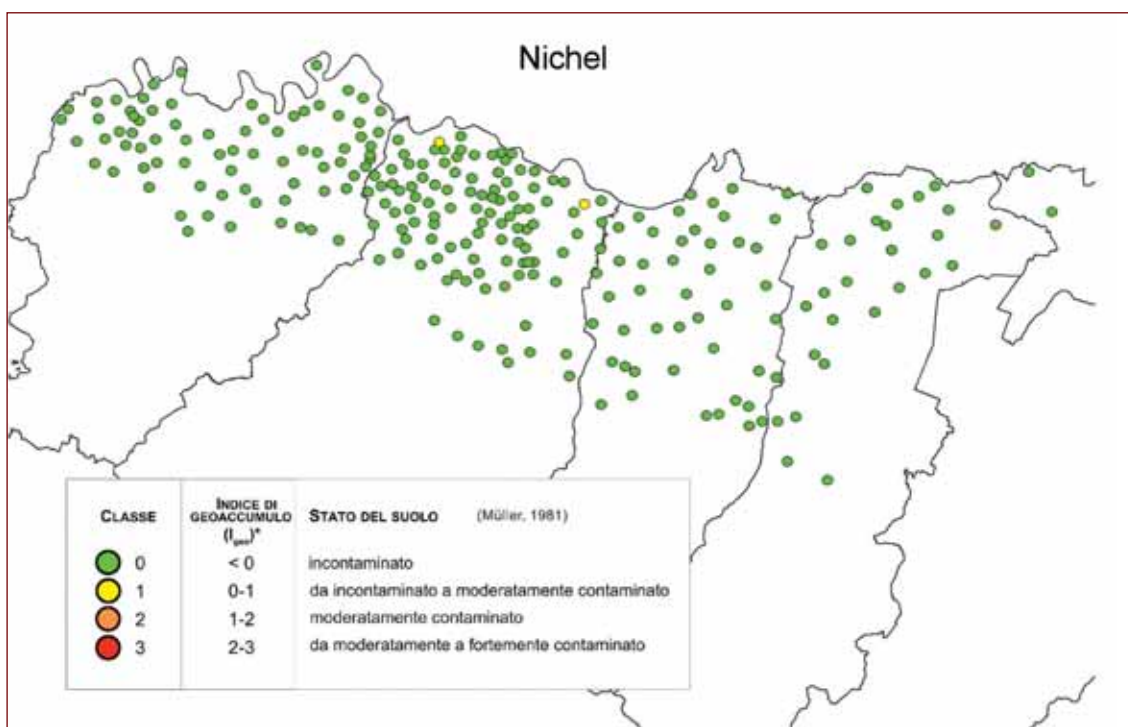 Nichel
CLASSE INDICE DI GEOACCUMULO (Igeo)* STATO DEL SUOLO (Müller, 1981)
0 < 0 incontaminato
1 0-1 da incontaminato a moderatamente contaminato
2 1-2 moderatamente contaminato
3 2-3 da moderatamente a fortemente contaminato